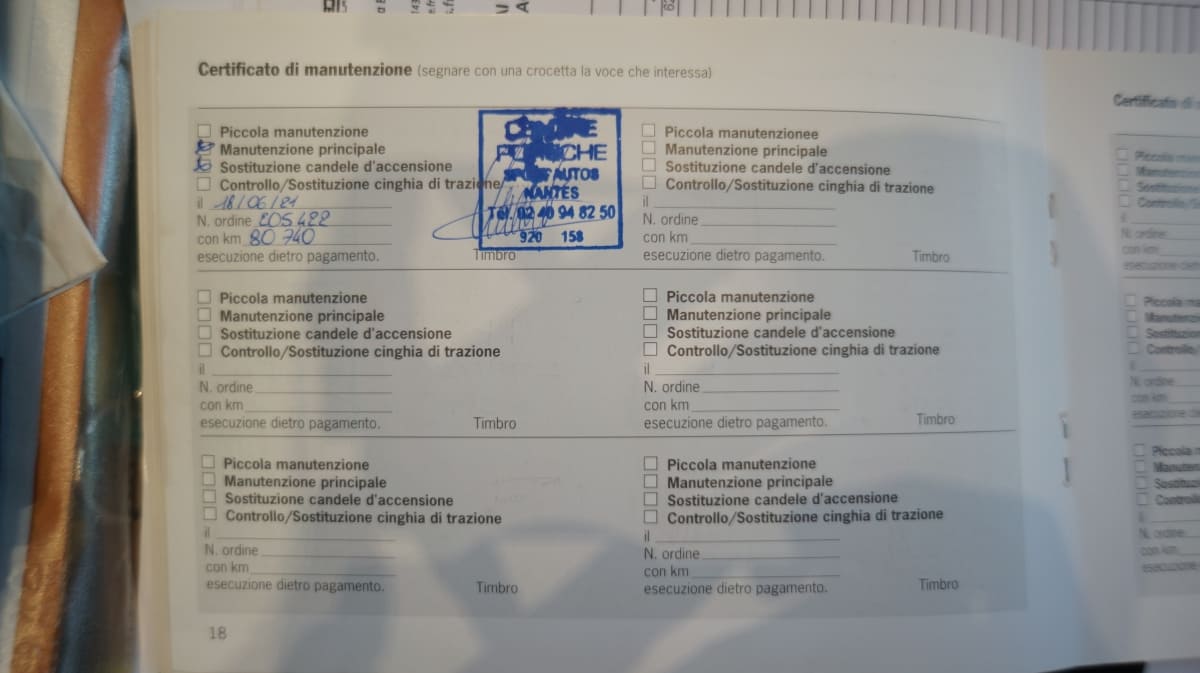 Certificato di manutenzione (segnare con una crocetta la voce che interessa)
Piccola manutenzione
Manutenzione principale
Sostituzione candele d'accensione
Controllo/Sostituzione cinghia di trazione
il 18/06/21
N. ordine 205422
con km 80 740
esecuzione dietro pagamento.
Timbro
CENTRE
PORSCHE
SPORT AUTOS
NANTES
Tél. 02 40 94 82 50
920 158
Piccola manutenzionee
Manutenzione principale
Sostituzione candele d'accensione
Controllo/Sostituzione cinghia di trazione
il
N. ordine
con km
esecuzione dietro pagamento.
Timbro
Piccola manutenzione
Manutenzione principale
Sostituzione candele d'accensione
Controllo/Sostituzione cinghia di trazione
il
N. ordine
con km
esecuzione dietro pagamento.
Timbro
Piccola manutenzione
Manutenzione principale
Sostituzione candele d'accensione
Controllo/Sostituzione cinghia di trazione
il
N. ordine
con km
esecuzione dietro pagamento.
Timbro
Piccola manutenzione
Manutenzione principale
Sostituzione candele d'accensione
Controllo/Sostituzione cinghia di trazione
il
N. ordine
con km
esecuzione dietro pagamento.
Timbro
Piccola manutenzione
Manutenzione principale
Sostituzione candele d'accensione
Controllo/Sostituzione cinghia di trazione
il
N. ordine
con km
esecuzione dietro pagamento.
Timbro
18